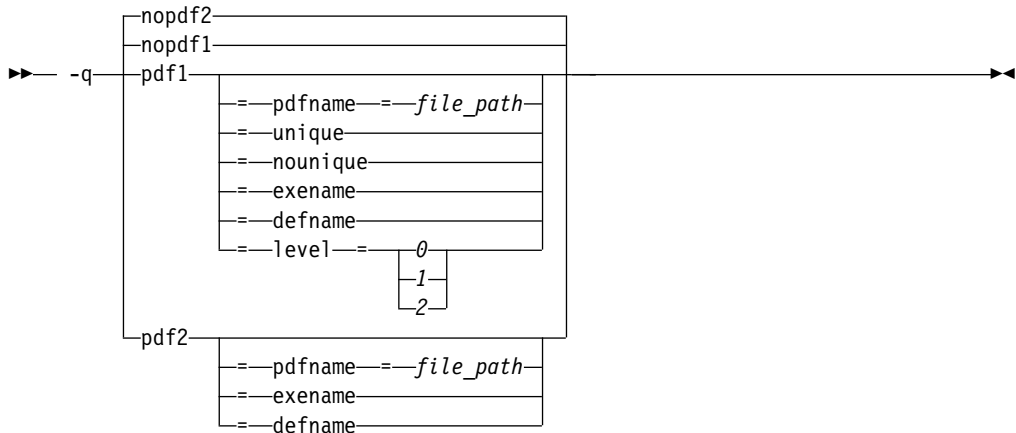 nopdf2
nopdf1
-q pdf1
= pdfname = file_path
= unique
= nounique
= exename
= defname
= level = 0
1
2
pdf2
= pdfname = file_path
= exename
= defname